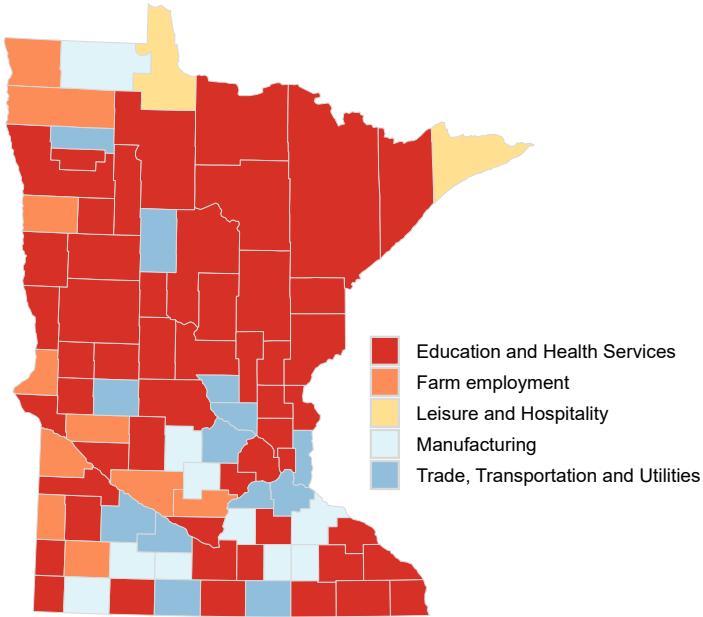 Education and Health Services
Farm employment
Leisure and Hospitality
Manufacturing
Trade, Transportation and Utilities